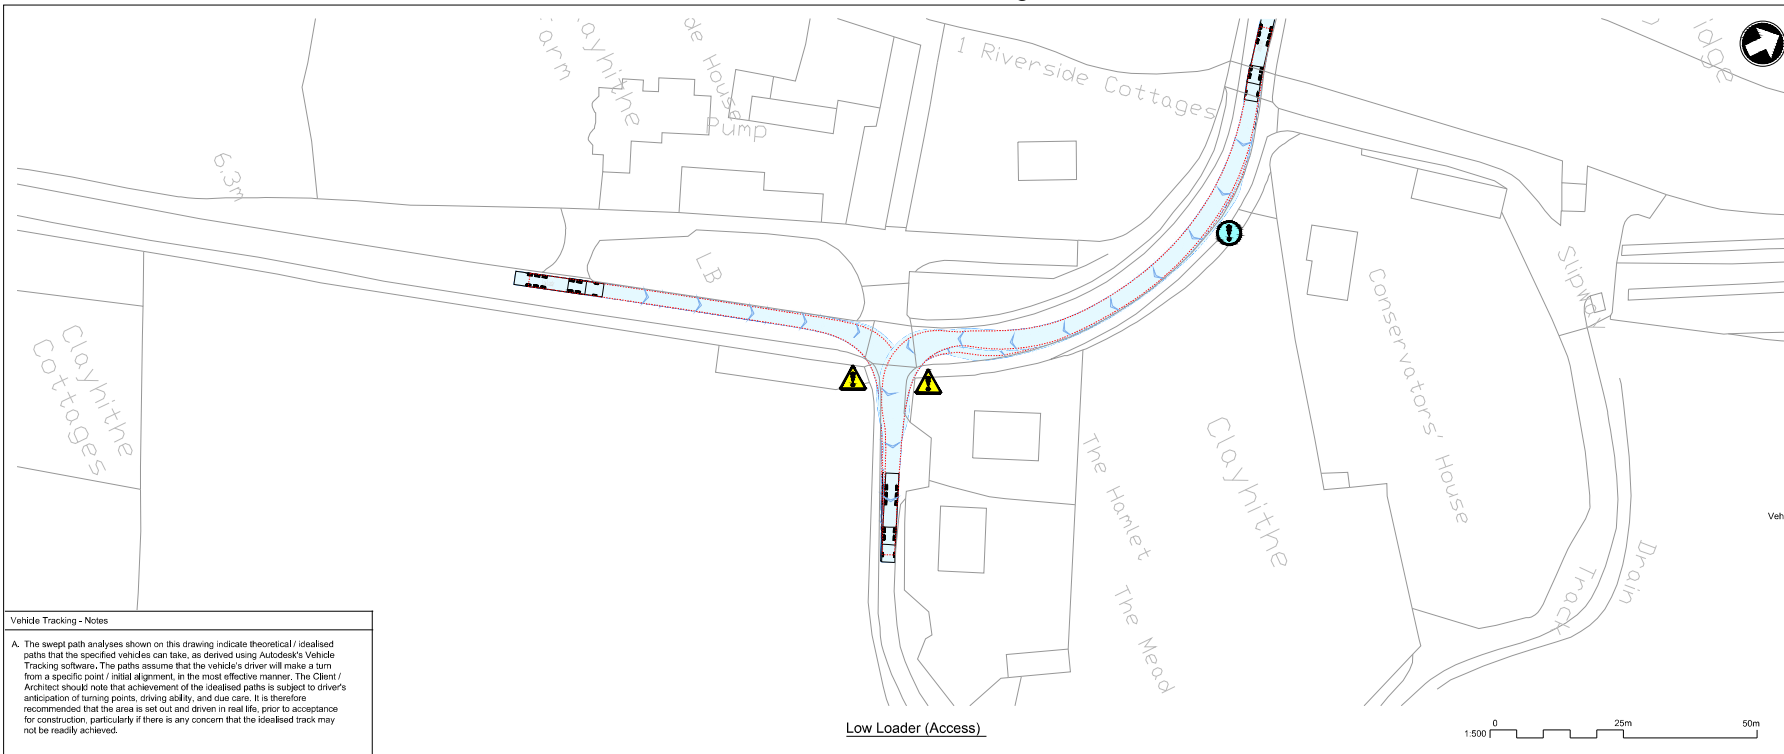 1 Riverside Cottages
Pump
6.3m
LB
Clayhithe
Cottages
Conservators' House
Slipway
Clayhithe
The Hamlet
The Mead
Drain
Track
Veh
Vehicle Tracking - Notes
A. The swept path analyses shown on this drawing indicate theoretical / idealised
paths that the specified vehicles can take, as derived using Autodesk's Vehicle
Tracking software. The paths assume that the vehicle's driver will make a turn
from a specific point / initial alignment, in the most effective manner. The Client /
Architect should note that achievement of the idealised paths is subject to driver's
anticipation of turning points, driving ability, and due care. It is therefore
recommended that the area is set out and driven in real life, prior to acceptance
for construction, particularly if there is any concern that the idealised track may
not be readily achieved.
Low Loader (Access)
1:500
0 25m 50m